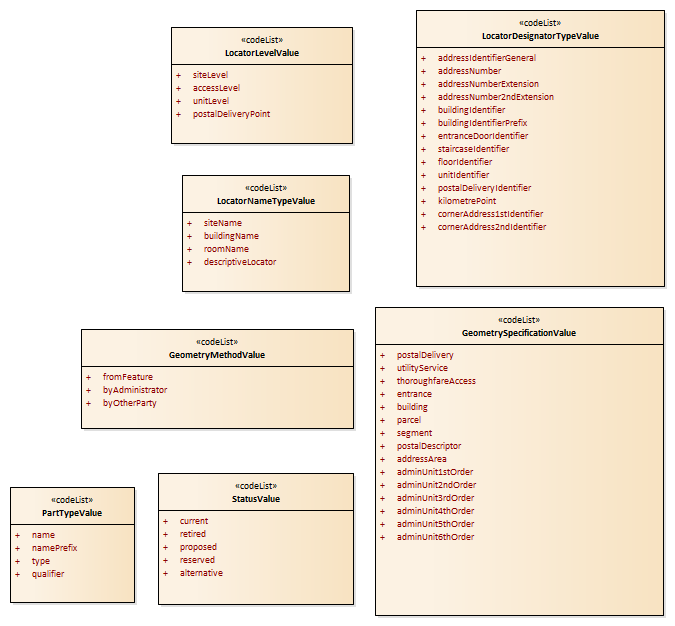 «codeList»
LocatorLevelValue
+ siteLevel
+ accessLevel
+ unitLevel
+ postalDeliveryPoint
«codeList»
LocatorDesignatorTypeValue
+ addressIdentifierGeneral
+ addressNumber
+ addressNumberExtension
+ addressNumber2ndExtension
+ buildingIdentifier
+ buildingIdentifierPrefix
+ entranceDoorIdentifier
+ staircaseIdentifier
+ floorIdentifier
+ unitIdentifier
+ postalDeliveryIdentifier
+ kilometrePoint
+ cornerAddress1stIdentifier
+ cornerAddress2ndIdentifier
«codeList»
LocatorNameTypeValue
+ siteName
+ buildingName
+ roomName
+ descriptiveLocator
«codeList»
GeometryMethodValue
+ fromFeature
+ byAdministrator
+ byOtherParty
«codeList»
GeometrySpecificationValue
+ postalDelivery
+ utilityService
+ thoroughfareAccess
+ entrance
+ building
+ parcel
+ segment
+ postalDescriptor
+ addressArea
+ adminUnit1stOrder
+ adminUnit2ndOrder
+ adminUnit3rdOrder
+ adminUnit4thOrder
+ adminUnit5thOrder
+ adminUnit6thOrder
«codeList»
PartTypeValue
+ name
+ namePrefix
+ type
+ qualifier
«codeList»
StatusValue
+ current
+ retired
+ proposed
+ reserved
+ alternative